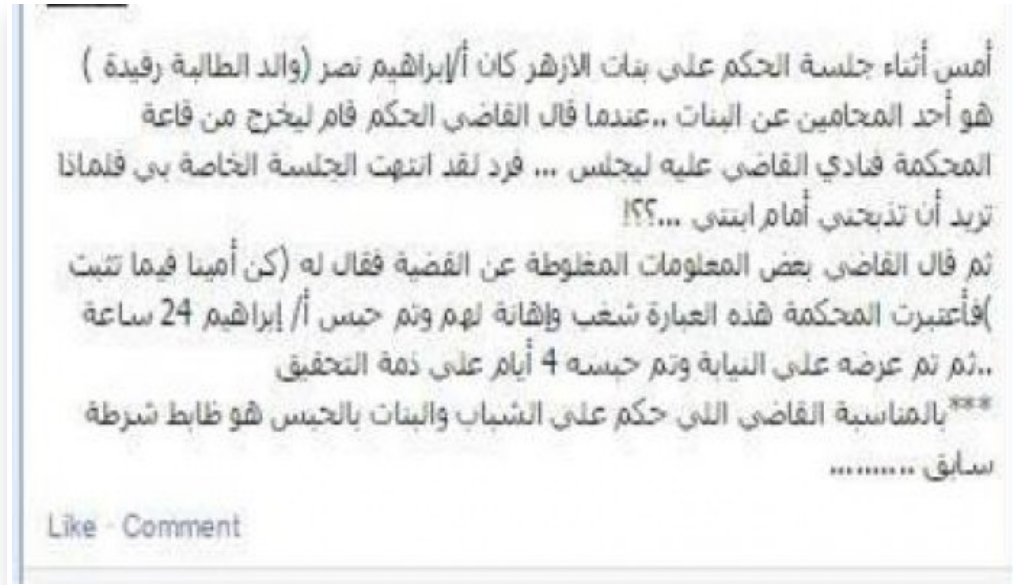 أمس أثناء جلسة الحكم علي بنات الازهر كان أ/إبراهيم نصر (والد الطالبة رفيدة )
هو أحد المحامين عن البنات ..عندما قال القاضي الحكم قام ليخرج من قاعة
المحكمة فنادي القاضي عليه ليجلس ... فرد لقد انتهت الجلسة الخاصة بي فلماذا
تريد أن تذبحني أمام ابنتي ...؟؟!
ثم قال القاضي بعض المعلومات المغلوطة عن القضية فقال له (كن أمينا فيما تثبت
)فأعتبرت المحكمة هذه العبارة شغب وإهانة لهم وتم حبس أ/ إبراهيم 24 ساعة
..ثم تم عرضه علي النيابة وتم حبسه 4 أيام علي ذمة التحقيق
***بالمناسبة القاضي اللي حكم علي الشباب والبنات بالحبس هو ظابط شرطة
سابق ..........
Like · Comment